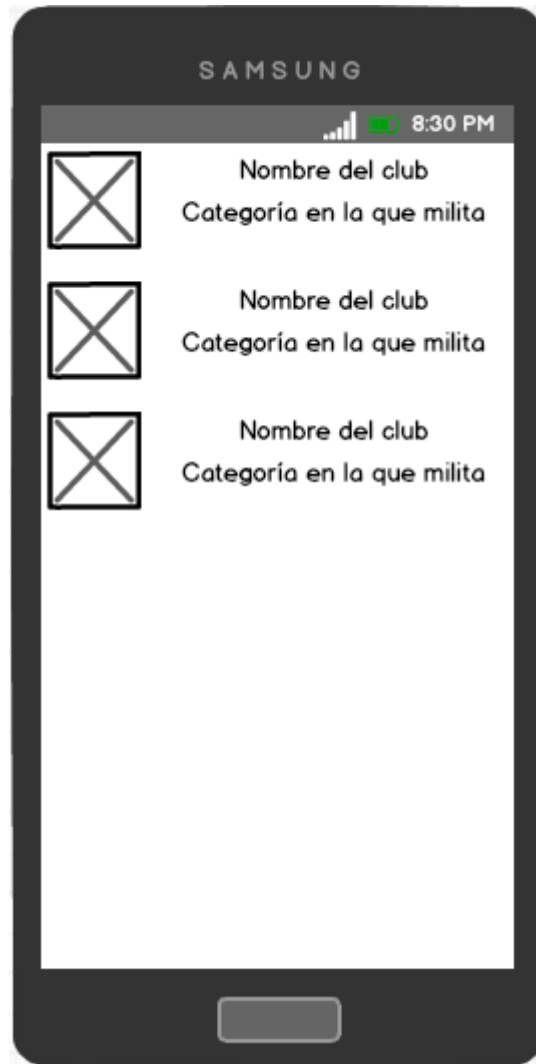 SAMSUNG
8:30 PM
Nombre del club
Categoría en la que milita
Nombre del club
Categoría en la que milita
Nombre del club
Categoría en la que milita